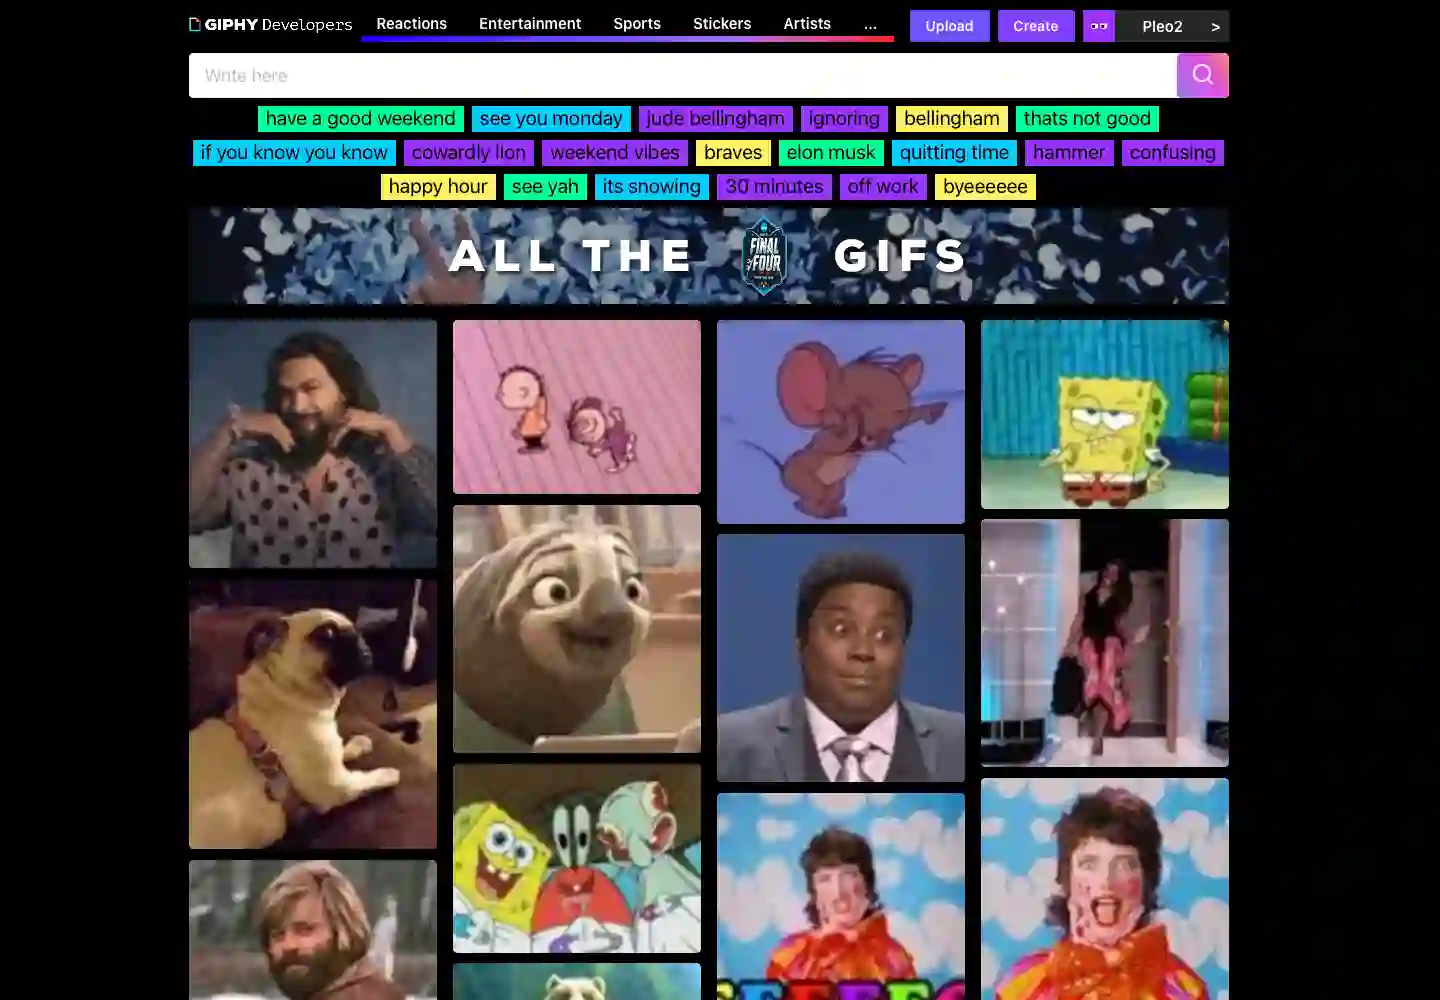 GIPHY Developers Reactions Entertainment Sports Stickers Artists ... Upload Create Pleo2 >
Write here
have a good weekend see you monday jude bellingham ignoring bellingham thats not good
if you know you know cowardly lion weekend vibes braves elon musk quitting time hammer confusing
happy hour see yah its snowing 30 minutes off work byeeeeee
ALL THE FINAL FOUR GIFS